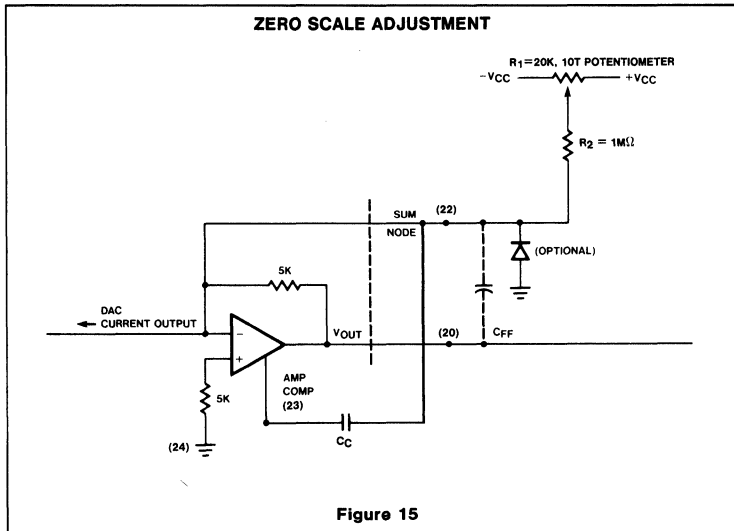 ZERO SCALE ADJUSTMENT
R1=20K, 10T POTENTIOMETER
−VCC
+VCC
R2 = 1MΩ
SUM
(22)
NODE
(OPTIONAL)
5K
DAC
CURRENT OUTPUT
−
VOUT
(20)
CFF
+
AMP
COMP
(23)
5K
(24)
CC
Figure 15